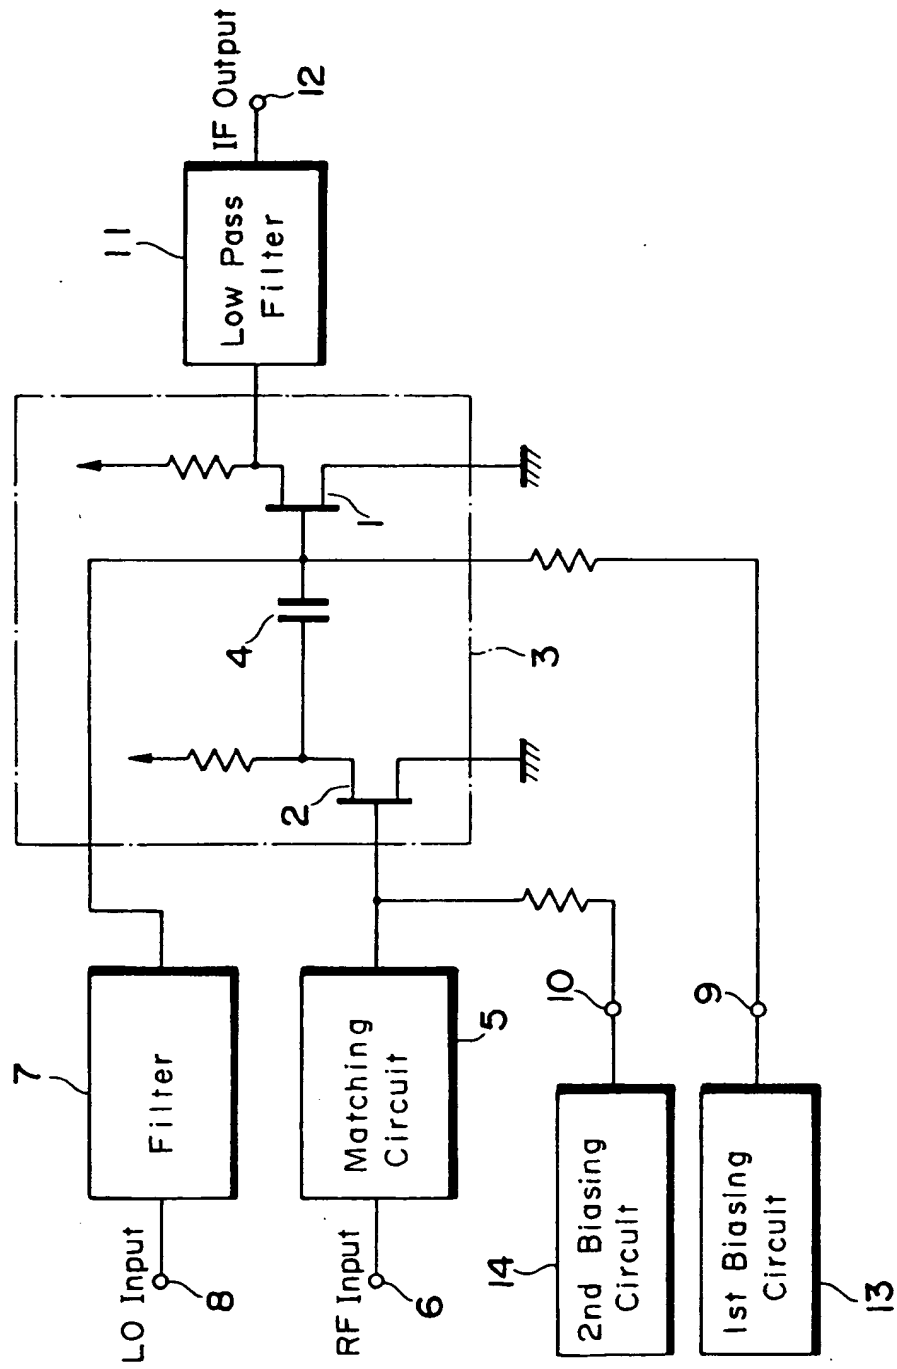 7
LO Input
Filter
8
11
IF Output
12
Low Pass
Filter
4
1
2
3
RF Input
Matching
Circuit
6
5
14
10
2nd Biasing
Circuit
9
1st Biasing
Circuit
13